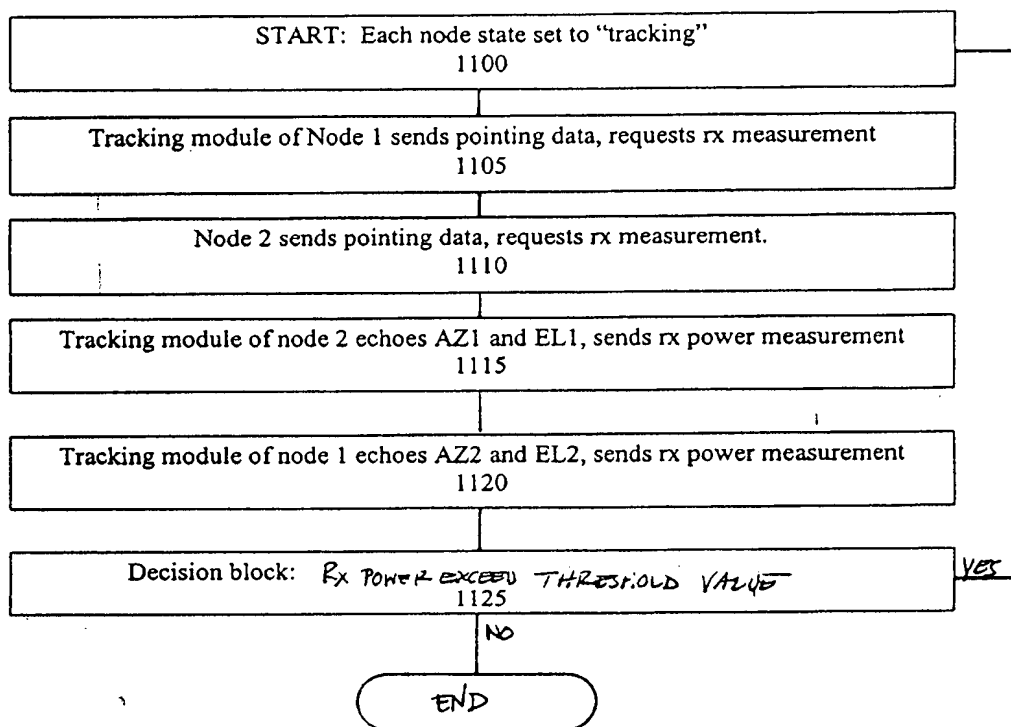 START: Each node state set to "tracking"
1100
Tracking module of Node 1 sends pointing data, requests rx measurement
1105
Node 2 sends pointing data, requests rx measurement.
1110
Tracking module of node 2 echoes AZ1 and EL1, sends rx power measurement
1115
Tracking module of node 1 echoes AZ2 and EL2, sends rx power measurement
1120
Decision block: RX POWER EXCEED THRESHOLD VALUE
YES
1125
NO
END